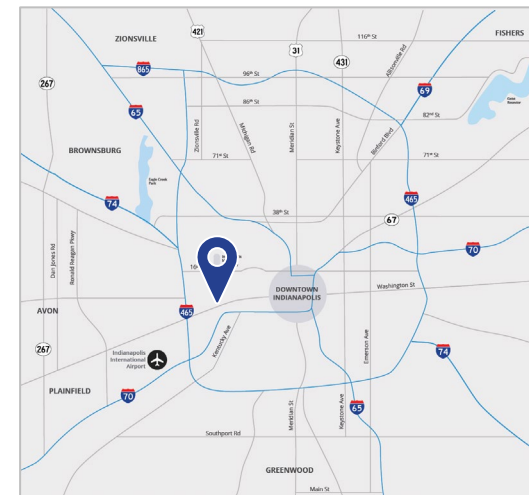 421
116th St
FISHERS
ZIONSVILLE
31
431
Allisonville Rd
865
96th St
267
69
86th St
65
82nd St
Zionsville Rd
Michigan Rd
Meridian St
Keystone Ave
Binford Blvd
BROWNSBURG
71st St
71st St
Eagle Creek
Park
465
74
38th St
67
Dan Jones Rd
Ronald Reagan Pkwy
70
DOWNTOWN
INDIANAPOLIS
Washington St
AVON
465
Kentucky Ave
Emerson Ave
267
Indianapolis
International
Airport
74
PLAINFIELD
70
Meridian St
Keystone Ave
65
Southport Rd
GREENWOOD
Main St